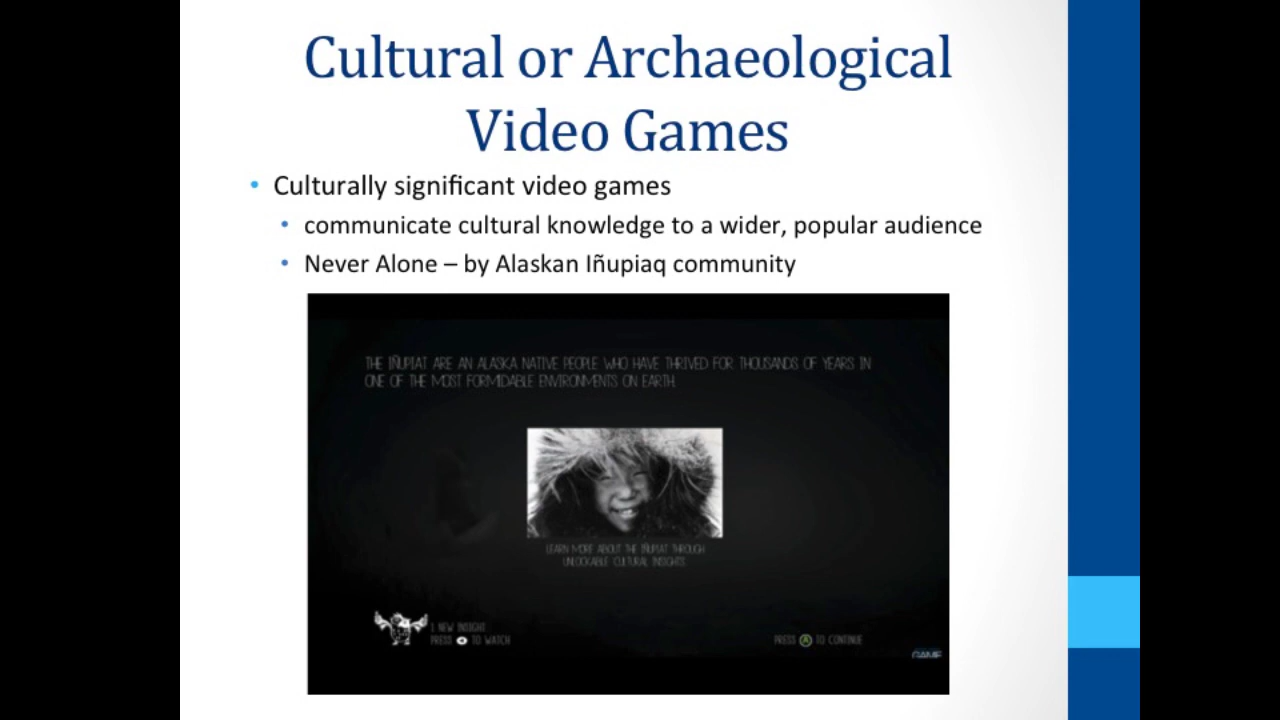 Cultural or Archaeological
Video Games
• Culturally significant video games
• communicate cultural knowledge to a wider, popular audience
• Never Alone – by Alaskan Iñupiaq community
THE IÑUPIAT ARE AN ALASKA NATIVE PEOPLE WHO HAVE THRIVED FOR THOUSANDS OF YEARS IN
ONE OF THE MOST FORMIDABLE ENVIRONMENTS ON EARTH.
LEARN MORE ABOUT THE IÑUPIAT THROUGH
UNLOCKABLE CULTURAL INSIGHTS.
1 NEW INSIGHT
PRESS TO WATCH
PRESS A TO CONTINUE
GAME